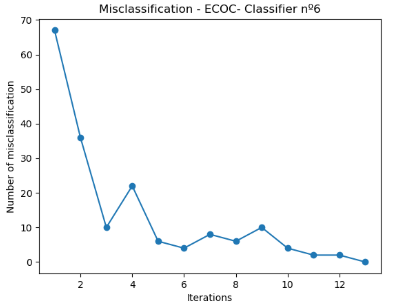 Misclassification - ECOC- Classifier nº6
70
60
50
40
30
20
10
0
Number of misclassification
2 4 6 8 10 12
Iterations